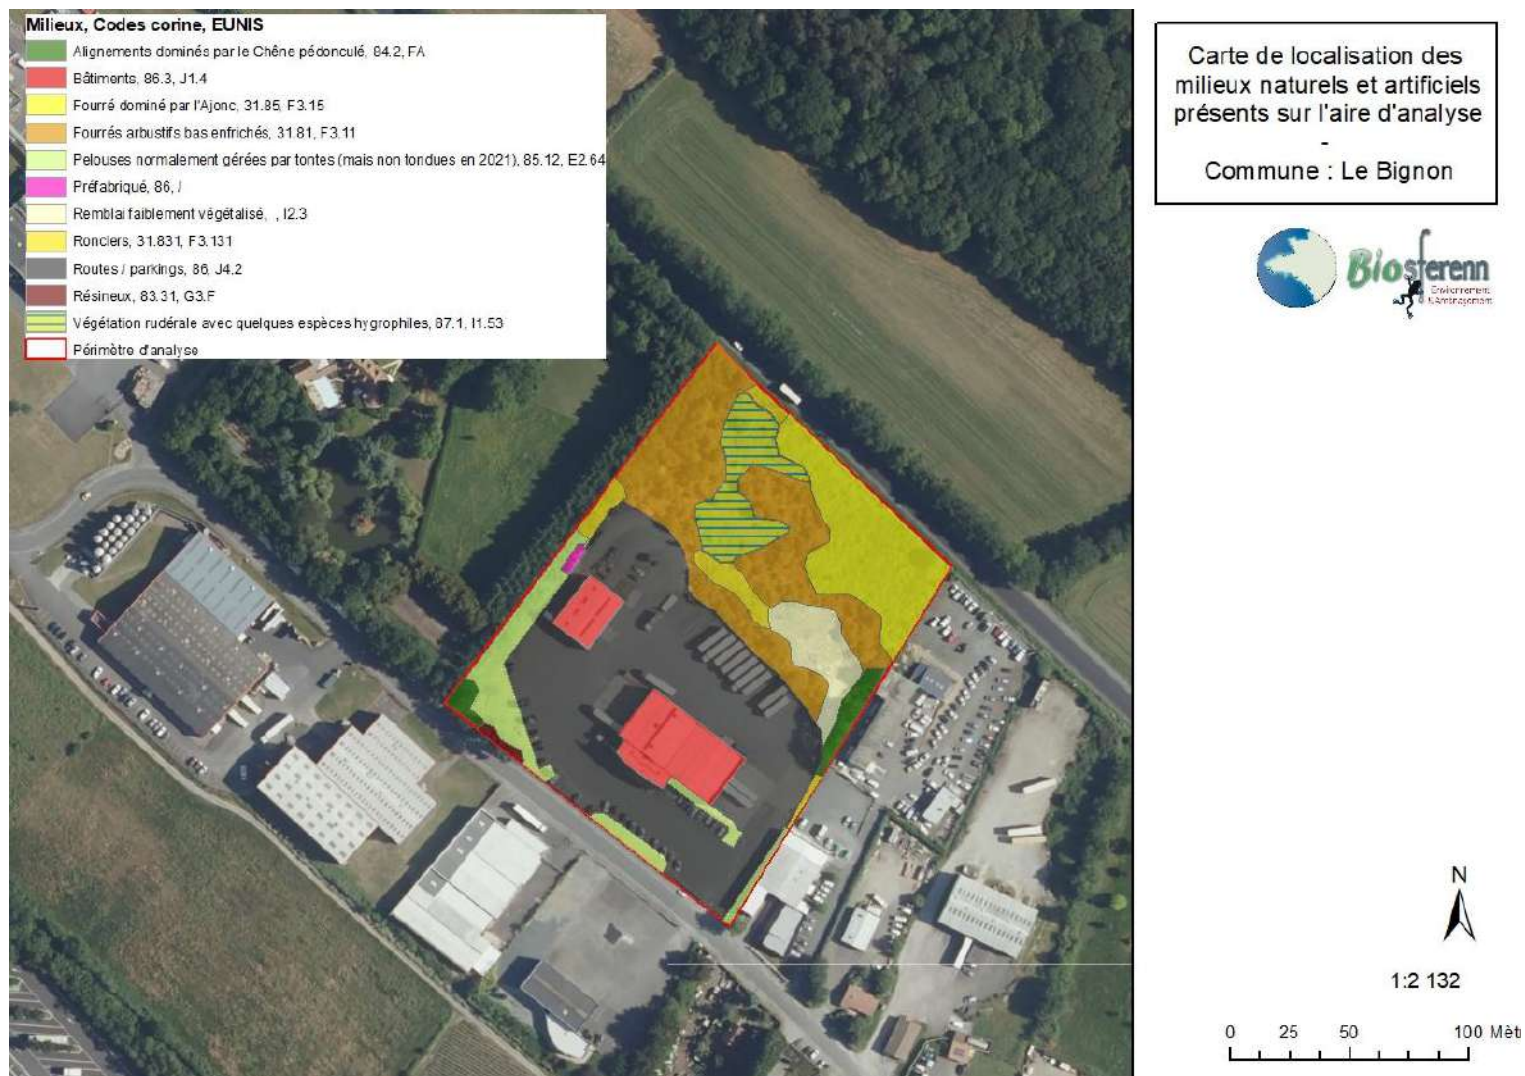 Milieux, Codes corine, EUNIS
Alignements dominés par le Chêne pédonculé, 84.2, FA
Bâtiments, 86.3, J1.4
Fourré dominé par l'Ajonc, 31.85, F3.15
Fourrés arbustifs bas enfrichés, 31.81, F3.11
Pelouses normalement gérées par tontes (mais non tondues en 2021), 85.12, E2.64
Préfabriqué, 86, /
Remblai faiblement végétalisé, , I2.3
Ronciers, 31.831, F3.131
Routes / parkings, 86, J4.2
Résineux, 83.31, G3.F
Végétation rudérale avec quelques espèces hygrophiles, 87.1, I1.53
Périmètre d'analyse
Carte de localisation des
milieux naturels et artificiels
présents sur l'aire d'analyse
-
Commune : Le Bignon
Biosferenn
Environnement
& Aménagement
N
1:2 132
0 25 50 100 Mèt